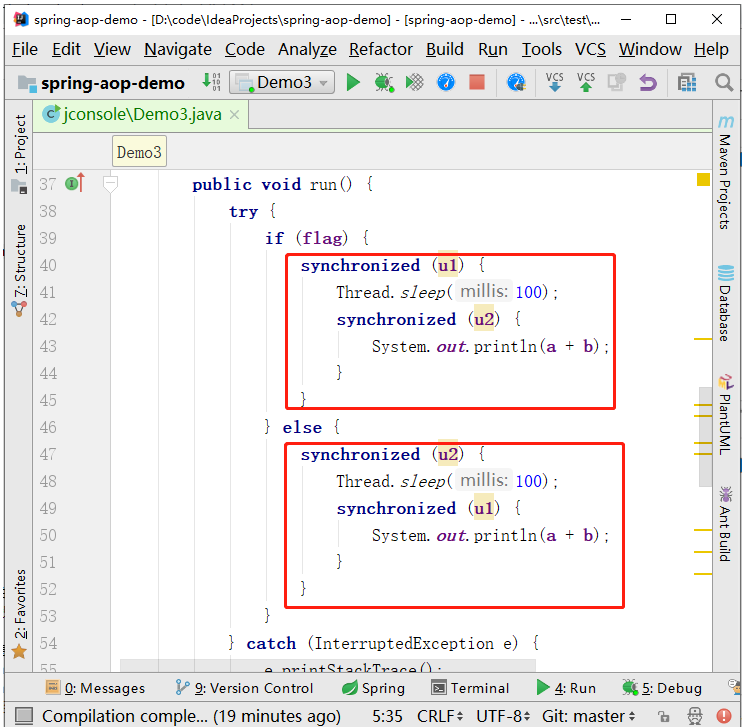 spring-aop-demo - [D:\code\IdeaProjects\spring-aop-demo] - [spring-aop-demo] - ...\src\test\...
File Edit View Navigate Code Analyze Refactor Build Run Tools VCS Window Help
spring-aop-demo Demo3 VCS VCS
jconsole\Demo3.java
Demo3
37 public void run() {
38 try {
39 if (flag) {
40 synchronized (u1) {
41 Thread.sleep( millis: 100);
42 synchronized (u2) {
43 System.out.println(a + b);
44 }
45 }
46 } else {
47 synchronized (u2) {
48 Thread.sleep( millis: 100);
49 synchronized (u1) {
50 System.out.println(a + b);
51 }
52 }
53 }
54 } catch (InterruptedException e) {
55 e.printStackTrace();
1: Project
Z: Structure
2: Favorites
Maven Projects
Database
PlantUML
Ant Build
0: Messages 9: Version Control Spring Terminal 4: Run 5: Debug
Compilation comple... (19 minutes ago) 5:35 CRLF UTF-8 Git: master